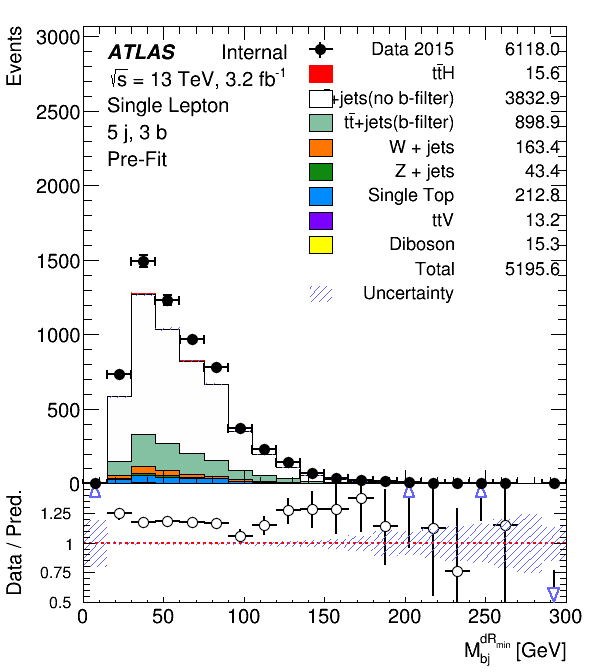 Events
3000
2500
2000
1500
1000
500
0
ATLAS Internal
√s = 13 TeV, 3.2 fb⁻¹
Single Lepton
5 j, 3 b
Pre-Fit
Data 2015 6118.0
tt̄H 15.6
+jets(no b-filter) 3832.9
tt̄+jets(b-filter) 898.9
W + jets 163.4
Z + jets 43.4
Single Top 212.8
ttV 13.2
Diboson 15.3
Total 5195.6
Uncertainty
Data / Pred.
1.25
1
0.75
0.5
0 50 100 150 200 250 300
M_bj^dR_min [GeV]